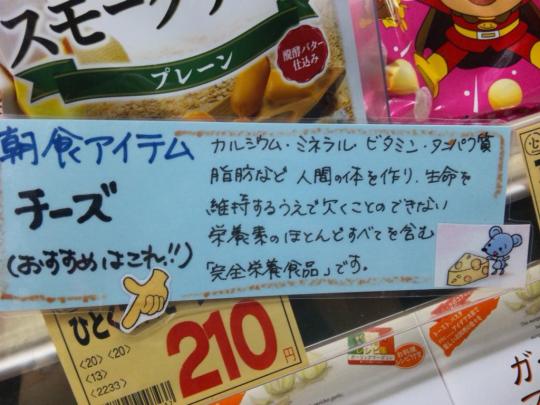 スモーク
プレーン
醗酵バター
仕込み
朝食アイテム
チーズ
(おすすめはこれ!!)
カルシウム・ミネラル ビタミン・タンパク質
脂肪など 人間の体を作り、生命を
維持するうえで欠くことのできない
栄養素のほとんどすべてを含む
「完全栄養食品」です。
ひとく
210円
<20> <20>
<13>
<2233>